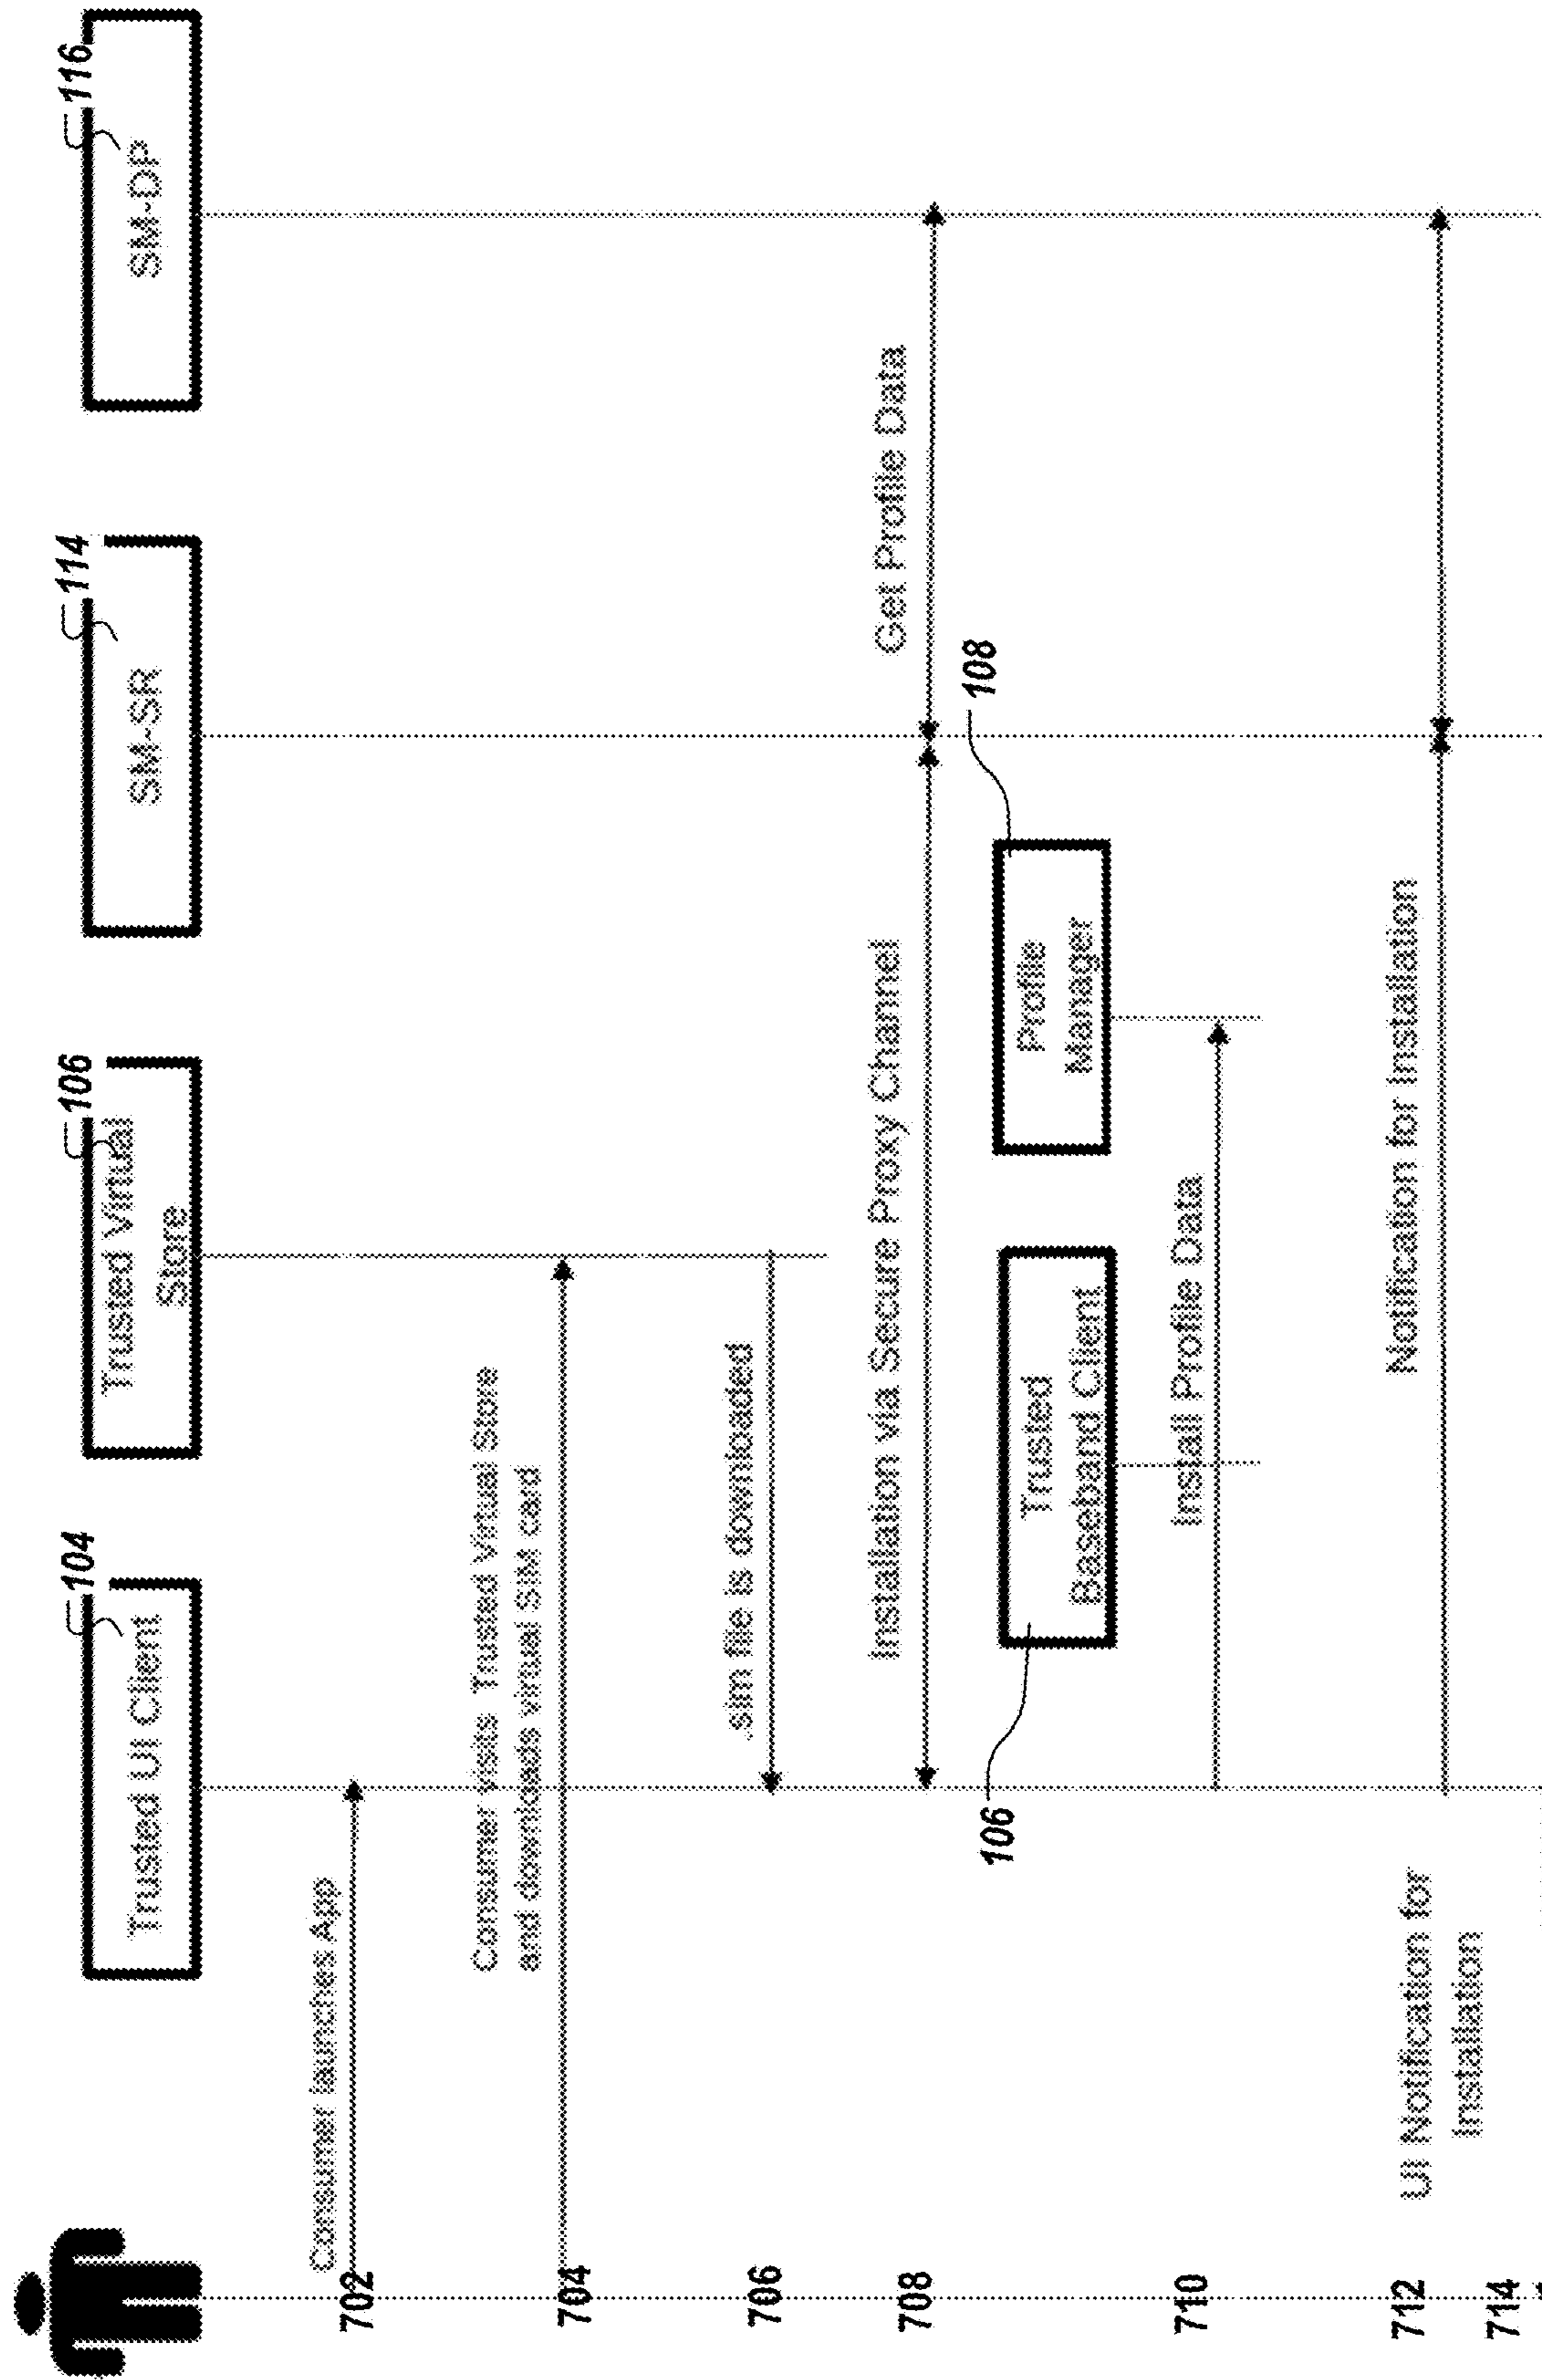 104
Trusted UI Client
106
Trusted Virtual
Store
114
SM-SR
116
SM-DP
702
Consumer launches App
704
Consumer visits Trusted Virtual Store
and downloads virtual SIM card
706
.sim file is downloaded
708
Installation via Secure Proxy Channel
Get Profile Data
106
Trusted
Baseband Client
108
Profile
Manager
710
Install Profile Data
712
UI Notification for
Installation
Notification for Installation
714